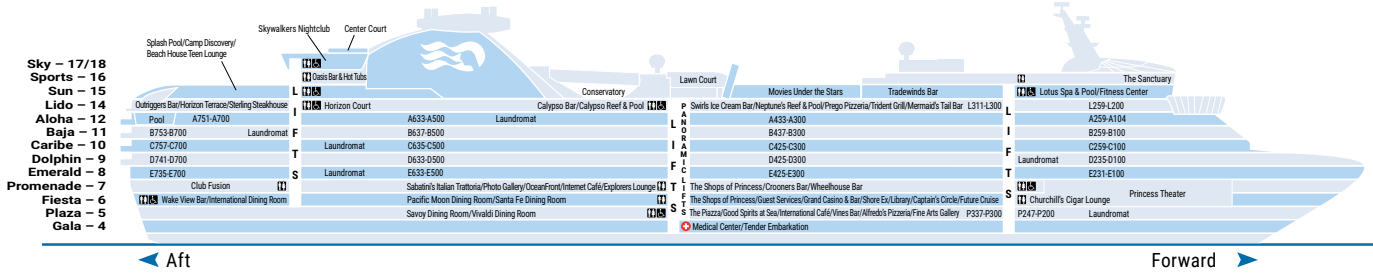 Skywalkers Nightclub
Center Court
Splash Pool/Camp Discovery/
Beach House Teen Lounge
Sky – 17/18
Sports – 16 Oasis Bar & Hot Tubs Lawn Court The Sanctuary
Sun – 15 Conservatory Movies Under the Stars Tradewinds Bar Lotus Spa & Pool/Fitness Center
Lido – 14 Outriggers Bar/Horizon Terrace/Sterling Steakhouse Horizon Court Calypso Bar/Calypso Reef & Pool Swirls Ice Cream Bar/Neptune's Reef & Pool/Prego Pizzeria/Trident Grill/Mermaid's Tail Bar L311-L300 L259-L200
Aloha – 12 Pool A751-A700 A633-A500 Laundromat A433-A300 A259-A104
Baja – 11 B753-B700 Laundromat B637-B500 B437-B300 B259-B100
Caribe – 10 C757-C700 Laundromat C635-C500 C425-C300 C259-C100
Dolphin – 9 D741-D700 D633-D500 D425-D300 Laundromat D235-D100
Emerald – 8 E735-E700 Laundromat E633-E500 E425-E300 E231-E100
Promenade – 7 Club Fusion Sabatini's Italian Trattoria/Photo Gallery/OceanFront/Internet Café/Explorers Lounge The Shops of Princess/Crooners Bar/Wheelhouse Bar Princess Theater
Fiesta – 6 Wake View Bar/International Dining Room Pacific Moon Dining Room/Santa Fe Dining Room The Shops of Princess/Guest Services/Grand Casino & Bar/Shore Ex/Library/Captain's Circle/Future Cruise Churchill's Cigar Lounge
Plaza – 5 Savoy Dining Room/Vivaldi Dining Room The Piazza/Good Spirits at Sea/International Café/Vines Bar/Alfredo's Pizzeria/Fine Arts Gallery P337-P300 P247-P200 Laundromat
Gala – 4 Medical Center/Tender Embarkation
LIFTS
LIFTS
PANORAMIC LIFTS
LIFTS
Aft
Forward